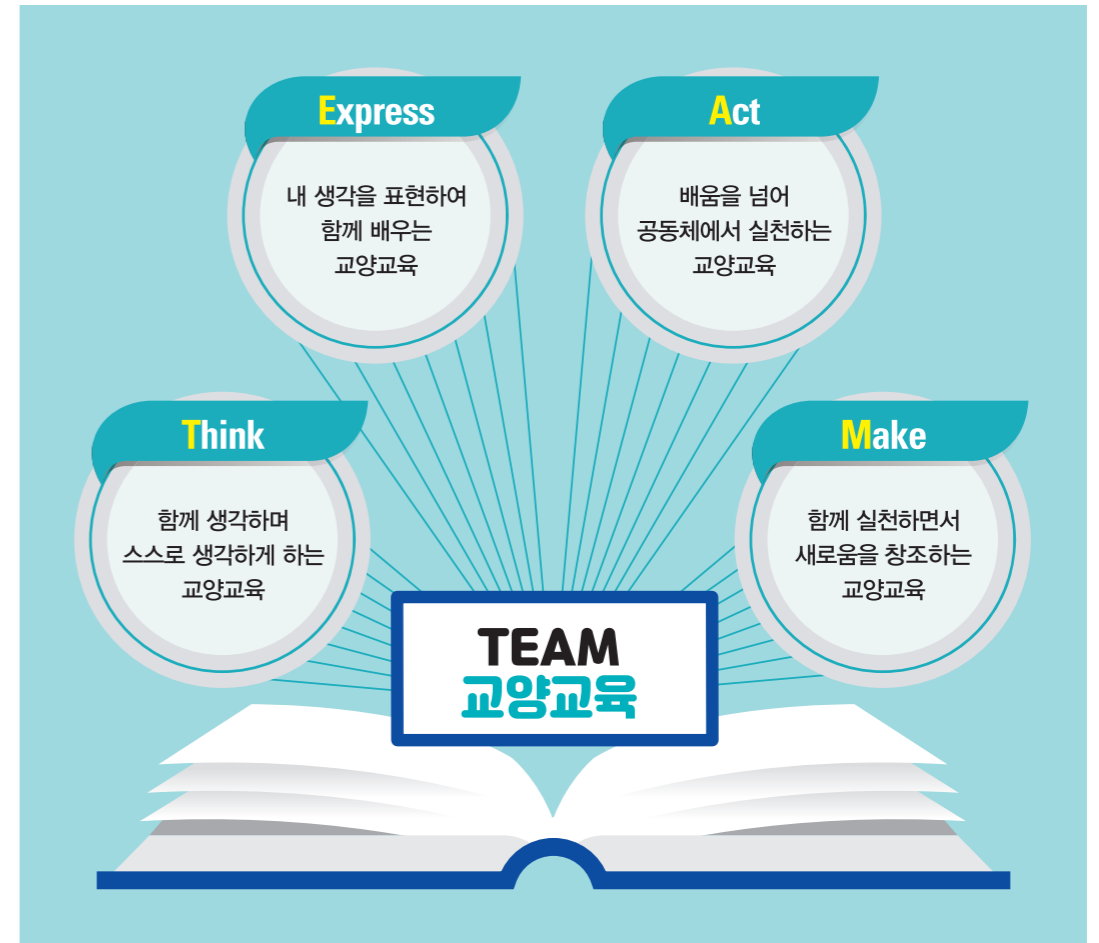 Express
내 생각을 표현하여
함께 배우는
교양교육
Act
배움을 넘어
공동체에서 실천하는
교양교육
Think
함께 생각하며
스스로 생각하게 하는
교양교육
Make
함께 실천하면서
새로움을 창조하는
교양교육
TEAM
교양교육